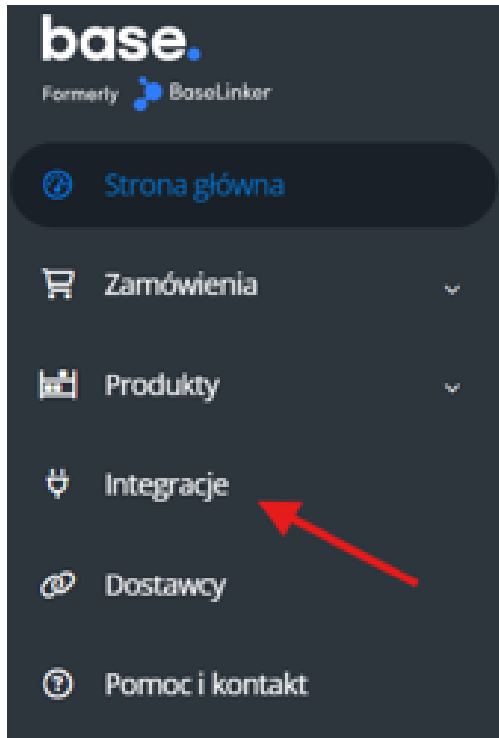 base.
Formerly BaseLinker
Strona główna
Zamówienia
Produkty
Integracje
Dostawcy
Pomoc i kontakt